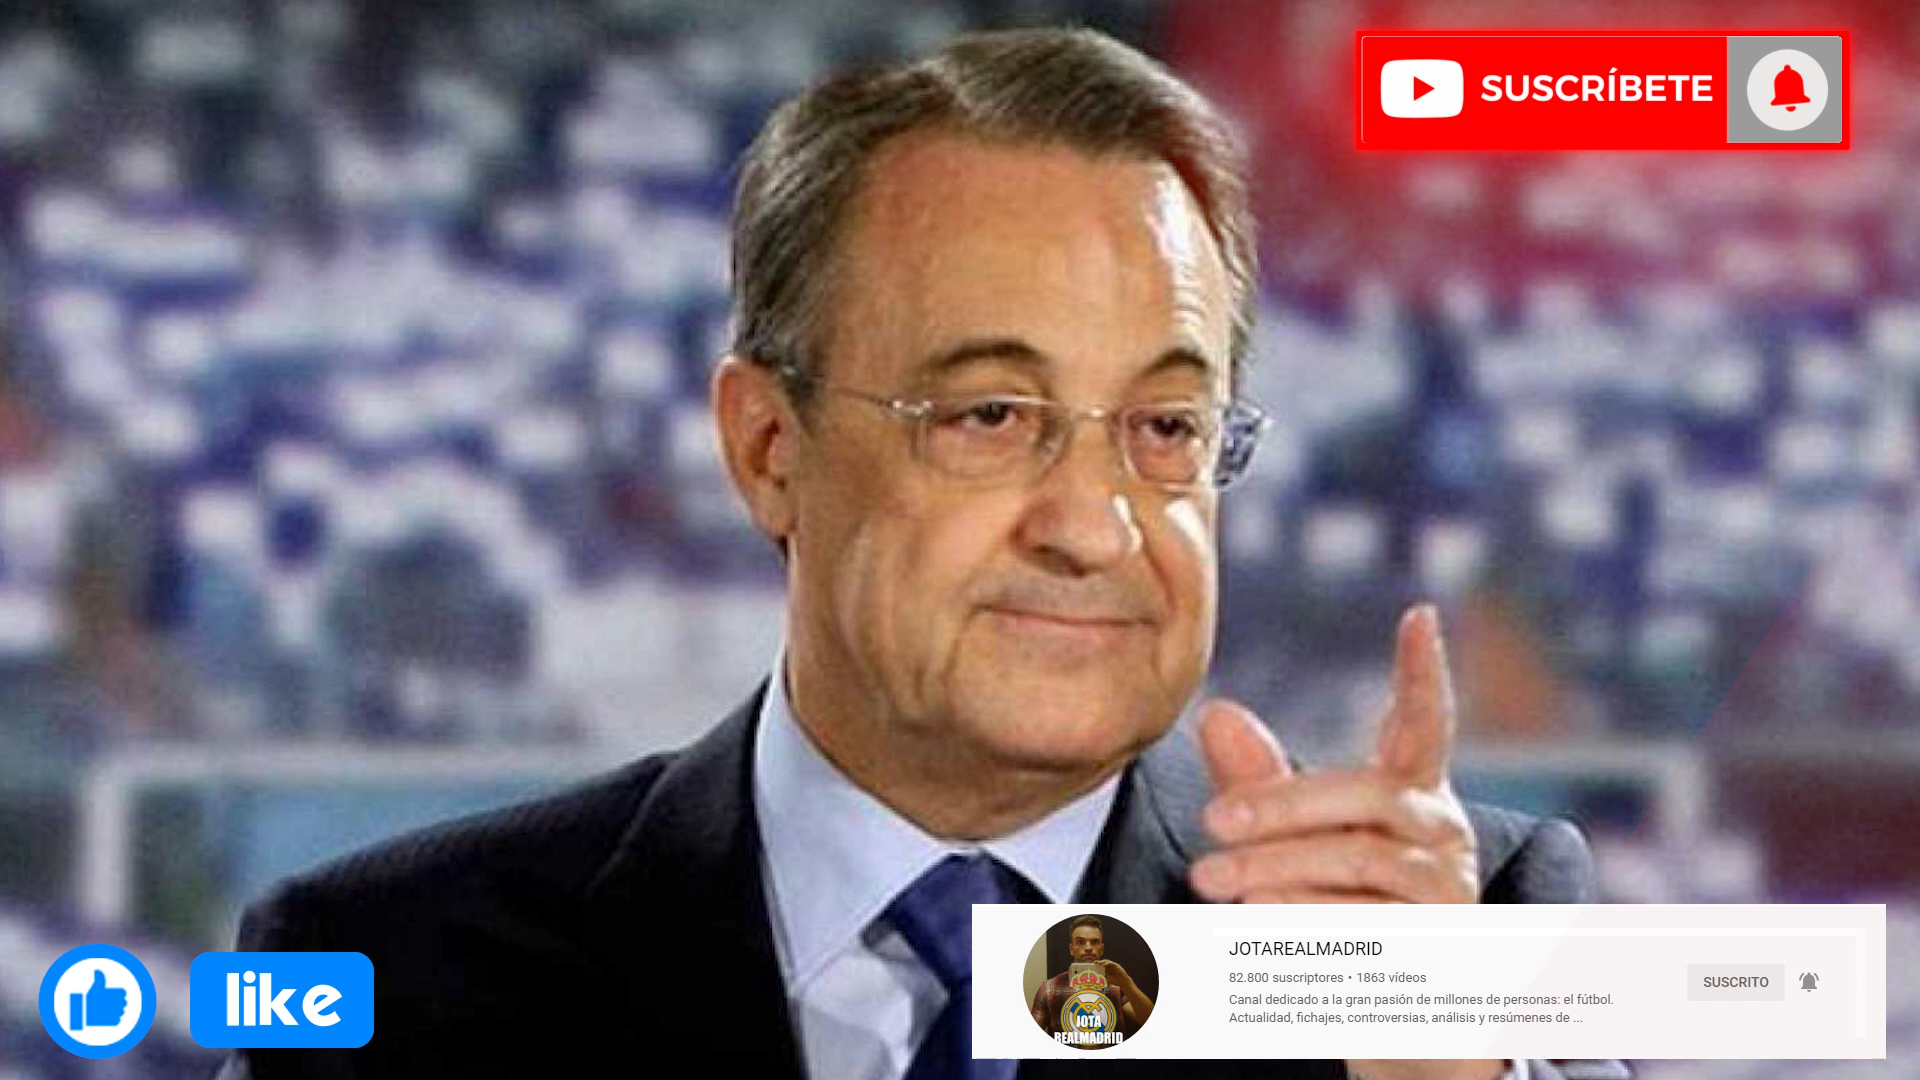 SUSCRÍBETE
JOTAREALMADRID
82.800 suscriptores • 1863 vídeos
Canal dedicado a la gran pasión de millones de personas: el fútbol.
Actualidad, fichajes, controversias, análisis y resúmenes de ...
SUSCRITO
JOTA
REALMADRID
like